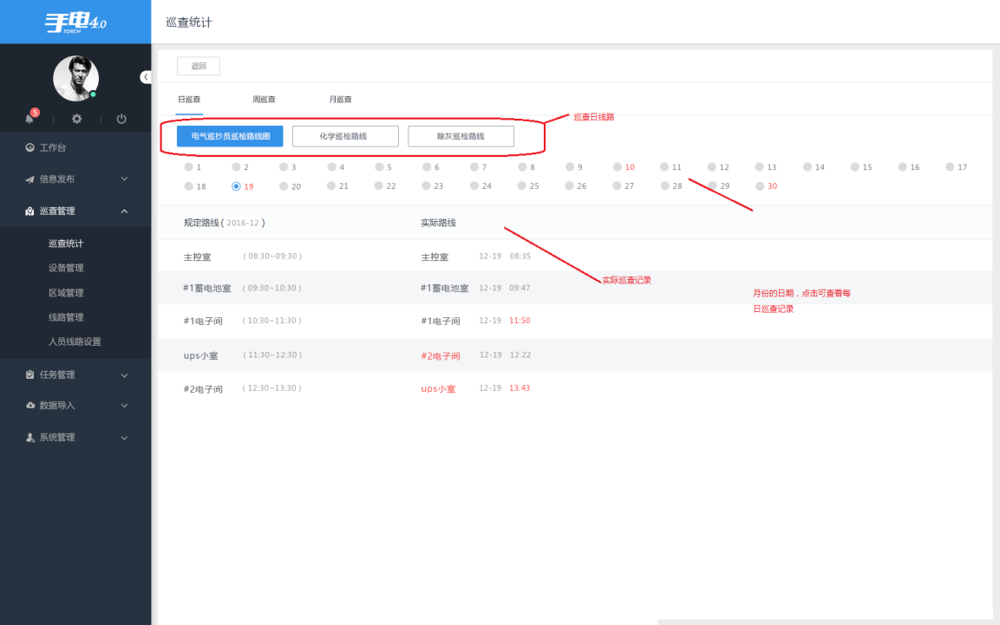 手电4.0
TORCH
巡查统计
5
工作台
信息发布
巡查管理
巡查统计
设备管理
区域管理
线路管理
人员线路设置
任务管理
数据导入
系统管理
返回
日巡查 周巡查 月巡查
巡查日线路
电气巡抄员巡检路线图 化学巡检路线 除灰巡检路线
1 2 3 4 5 6 7 8 9 10 11 12 13 14 15 16 17
18 19 20 21 22 23 24 25 26 27 28 29 30
规定路线 ( 2016-12 ) 实际路线
主控室 ( 08:30~09:30 ) 主控室 12-19 08:35
实际巡查记录
#1蓄电池室 ( 09:30~10:30 ) #1蓄电池室 12-19 09:47
月份的日期，点击可查看每
日巡查记录
#1电子间 ( 10:30~11:30 ) #1电子间 12-19 11:50
ups小室 ( 11:30~12:30 ) #2电子间 12-19 12:22
#2电子间 ( 12:30~13:30 ) ups小室 12-19 13:43